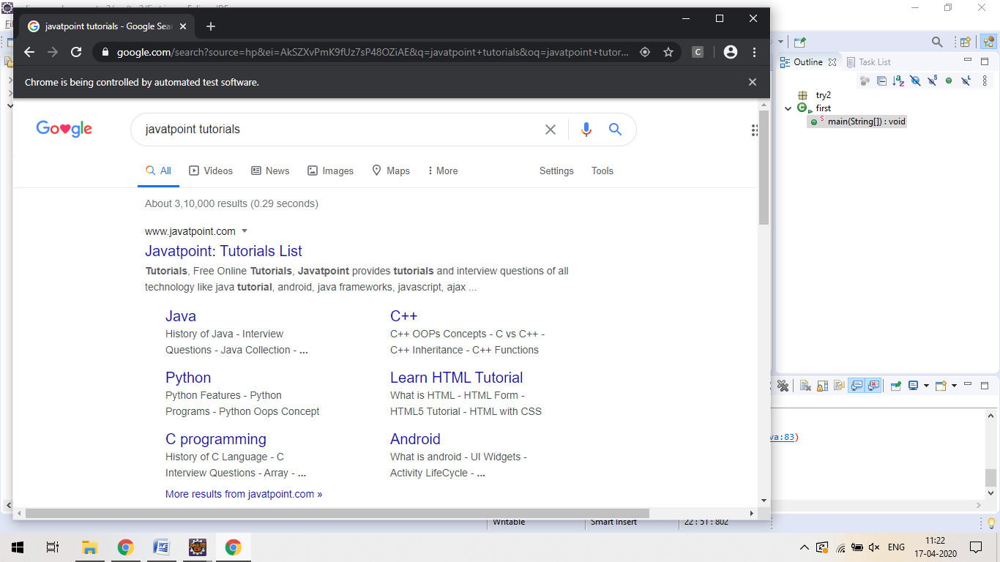 javatpoint tutorials - Google Sear
google.com/search?source=hp&ei=AkSZXvPmK9fUz7sP48OZiAE&q=javatpoint+tutorials&oq=javatpoint+tutor...
C
Chrome is being controlled by automated test software.
Google
javatpoint tutorials
All Videos News Images Maps More Settings Tools
About 3,10,000 results (0.29 seconds)
www.javatpoint.com
Javatpoint: Tutorials List
Tutorials, Free Online Tutorials, Javatpoint provides tutorials and interview questions of all
technology like java tutorial, android, java frameworks, javascript, ajax ...
Java
History of Java - Interview
Questions - Java Collection - ...
C++
C++ OOPs Concepts - C vs C++ -
C++ Inheritance - C++ Functions
Python
Python Features - Python
Programs - Python Oops Concept
Learn HTML Tutorial
What is HTML - HTML Form -
HTML5 Tutorial - HTML with CSS
C programming
History of C Language - C
Interview Questions - Array - ...
Android
What is android - UI Widgets -
Activity LifeCycle - ...
More results from javatpoint.com »
Outline Task List
try2
first
main(String[]) : void
va:83)
Writable Smart Insert 22 : 51 : 802
ENG
11:22
17-04-2020